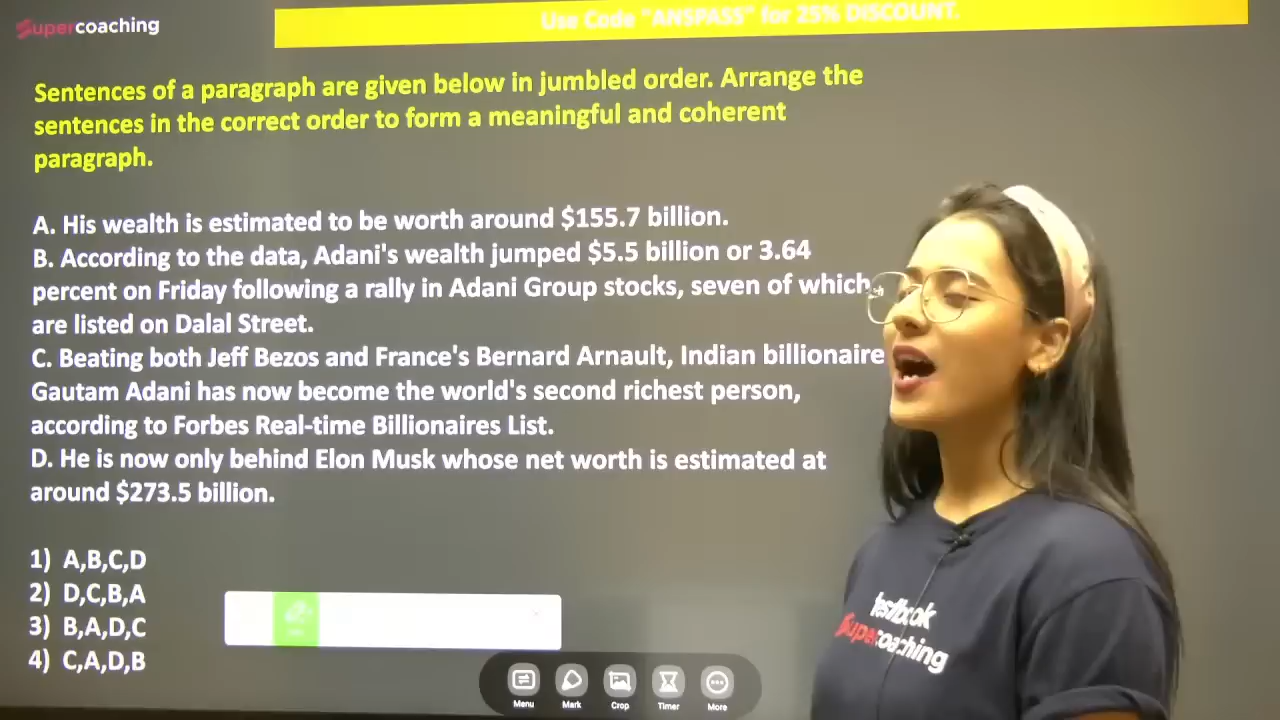 Supercoaching
Use Code "ANSPASS" for 25% DISCOUNT.
Sentences of a paragraph are given below in jumbled order. Arrange the
sentences in the correct order to form a meaningful and coherent
paragraph.
A. His wealth is estimated to be worth around $155.7 billion.
B. According to the data, Adani's wealth jumped $5.5 billion or 3.64
percent on Friday following a rally in Adani Group stocks, seven of which
are listed on Dalal Street.
C. Beating both Jeff Bezos and France's Bernard Arnault, Indian billionaire
Gautam Adani has now become the world's second richest person,
according to Forbes Real-time Billionaires List.
D. He is now only behind Elon Musk whose net worth is estimated at
around $273.5 billion.
1) A,B,C,D
2) D,C,B,A
3) B,A,D,C
4) C,A,D,B
Menu Mark Crop Timer More
testbook
Supercoaching